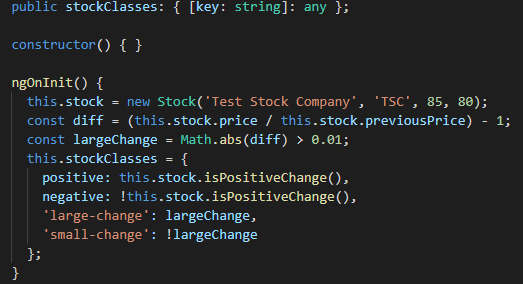 public stockClasses: { [key: string]: any };
constructor() { }
ngOnInit() {
this.stock = new Stock('Test Stock Company', 'TSC', 85, 80);
const diff = (this.stock.price / this.stock.previousPrice) - 1;
const largeChange = Math.abs(diff) > 0.01;
this.stockClasses = {
positive: this.stock.isPositiveChange(),
negative: !this.stock.isPositiveChange(),
'large-change': largeChange,
'small-change': !largeChange
};
}